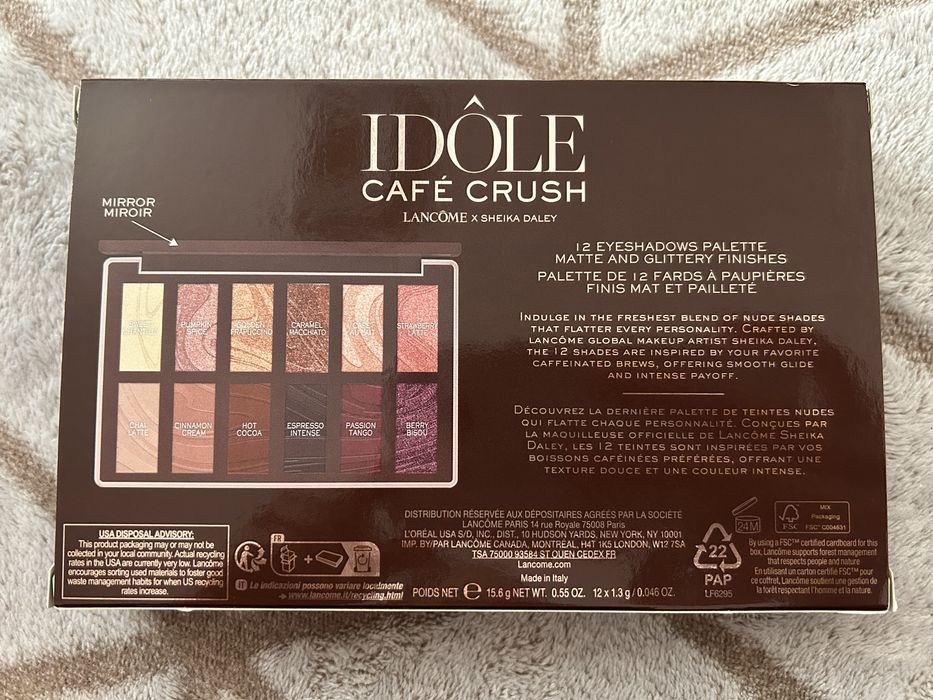 IDÔLE
CAFÉ CRUSH
LANCÔME X SHEIKA DALEY
MIRROR
MIROIR
PUMPKIN
SPICE
GOLDEN
FRAPUCCINO
CARAMEL
MACCHIATO
CAFÉ
AU LAIT
STRAWBERRY
LATTE
CHAI
LATTE
CINNAMON
CREAM
HOT
COCOA
ESPRESSO
INTENSE
PASSION
TANGO
BERRY
BISOU
12 EYESHADOWS PALETTE
MATTE AND GLITTERY FINISHES
PALETTE DE 12 FARDS À PAUPIÈRES
FINIS MAT ET PAILLETÉ
INDULGE IN THE FRESHEST BLEND OF NUDE SHADES
THAT FLATTER EVERY PERSONALITY. CRAFTED BY
LANCÔME GLOBAL MAKEUP ARTIST SHEIKA DALEY,
THE 12 SHADES ARE INSPIRED BY YOUR FAVORITE
CAFFEINATED BREWS, OFFERING SMOOTH GLIDE
AND INTENSE PAYOFF.
DÉCOUVREZ LA DERNIÈRE PALETTE DE TEINTES NUDES
QUI FLATTE CHAQUE PERSONNALITÉ. CONÇUES PAR
LA MAQUILLEUSE OFFICIELLE DE LANCÔME SHEIKA
DALEY, LES 12 TEINTES SONT INSPIRÉES PAR VOS
BOISSONS CAFÉINÉES PRÉFÉRÉES, OFFRANT UNE
TEXTURE DOUCE ET UNE COULEUR INTENSE.
USA DISPOSAL ADVISORY:
This product packaging may or may not be
collected in your local community. Actual recycling
rates in the USA are currently very low. Lancôme
encourages sorting used materials to foster good
waste management habits for when US recycling
rates increase.
FR
IT Le indicazioni possono variare localmente
www.lancome.it/recycling.html
DISTRIBUTION RÉSERVÉE AUX DÉPOSITAIRES AGRÉÉS PAR LA SOCIÉTÉ
LANCÔME PARIS 14 rue Royale 75008 Paris
L'ORÉAL USA S/D, INC., DIST., 10 HUDSON YARDS, NEW YORK, NY 10001
IMP. BY/PAR LANCÔME CANADA, MONTRÉAL, H4T 1K5 LONDON, W12 7SA
TSA 75000 93584 ST QUEN CEDEX FR
Lancome.com
Made in Italy
POIDS NET e 15.6 g NET WT. 0.55 OZ. 12 x 1.3 g / 0.046 OZ.
22
PAP
24M
FSC
MIX
Packaging
FSC® C004531
By using a FSC™ certified cardboard for this
box, Lancôme supports forest management
that respects people and nature
En utilisant un carton certifié FSC™ pour
ce coffret, Lancôme soutient une gestion de
la forêt respectant l'homme et la nature.
LF6295